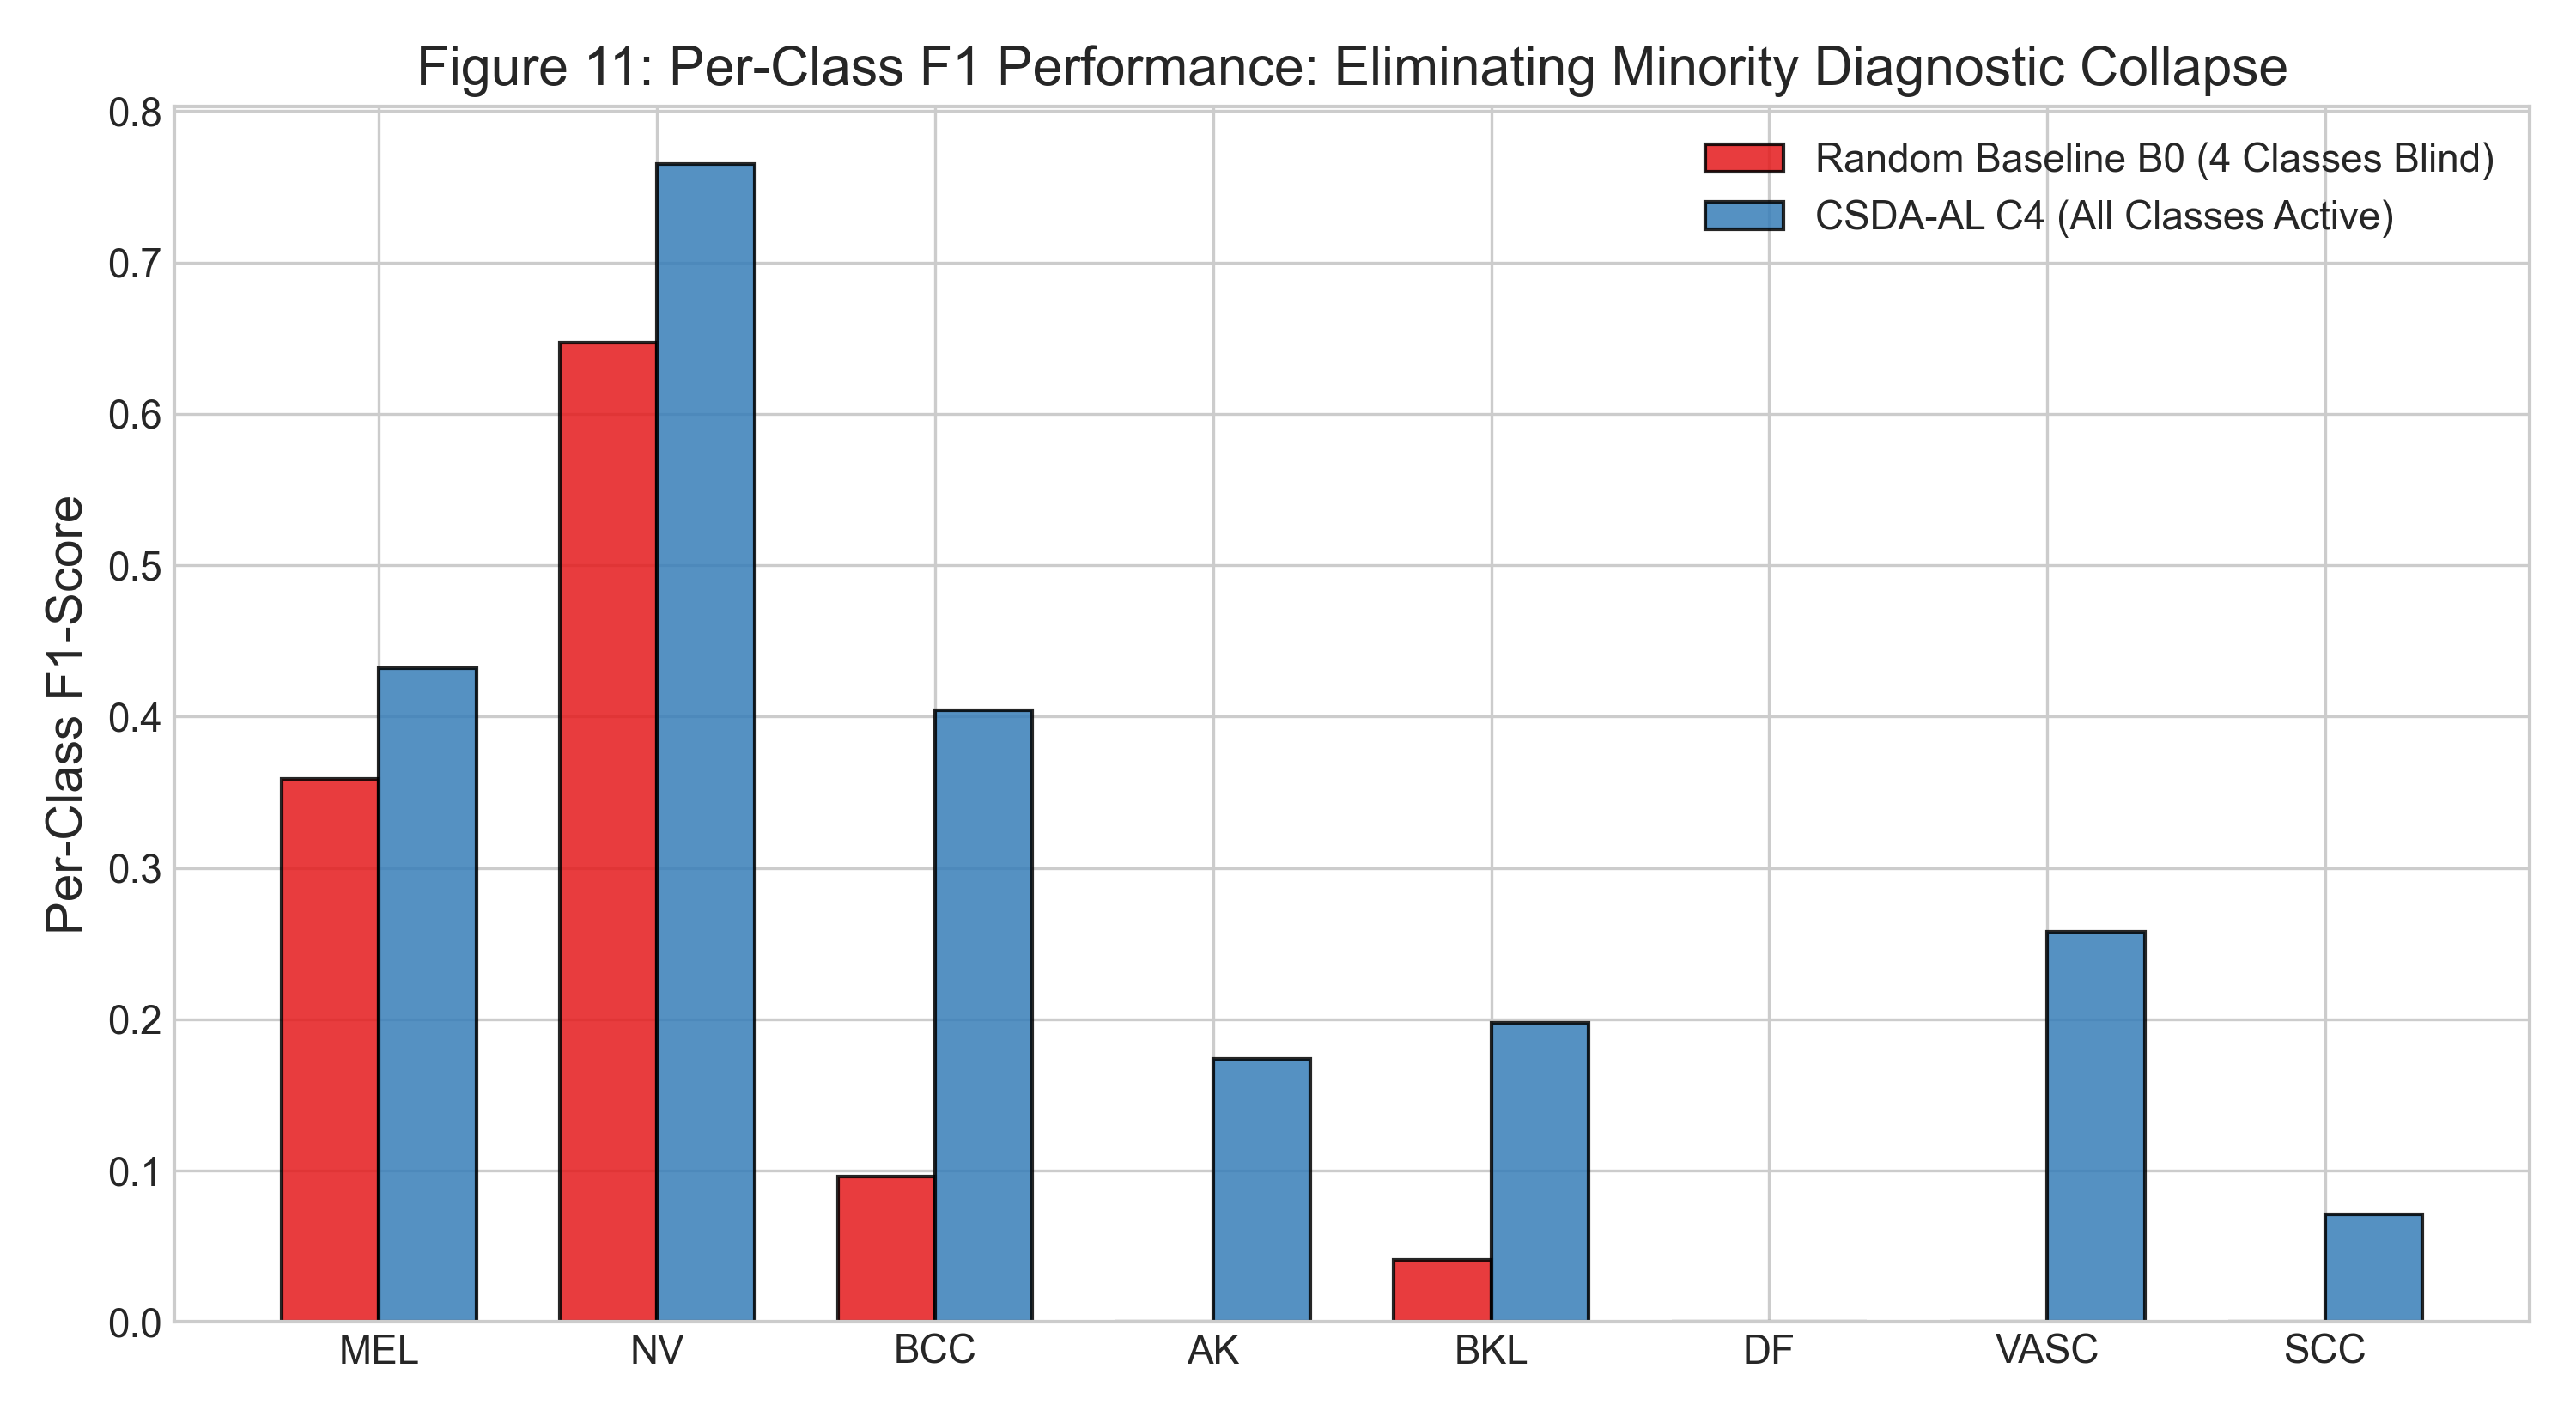 Figure 11: Per-Class F1 Performance: Eliminating Minority Diagnostic Collapse
Random Baseline B0 (4 Classes Blind)
CSDA-AL C4 (All Classes Active)
Per-Class F1-Score
0.8
0.7
0.6
0.5
0.4
0.3
0.2
0.1
0.0
MEL NV BCC AK BKL DF VASC SCC